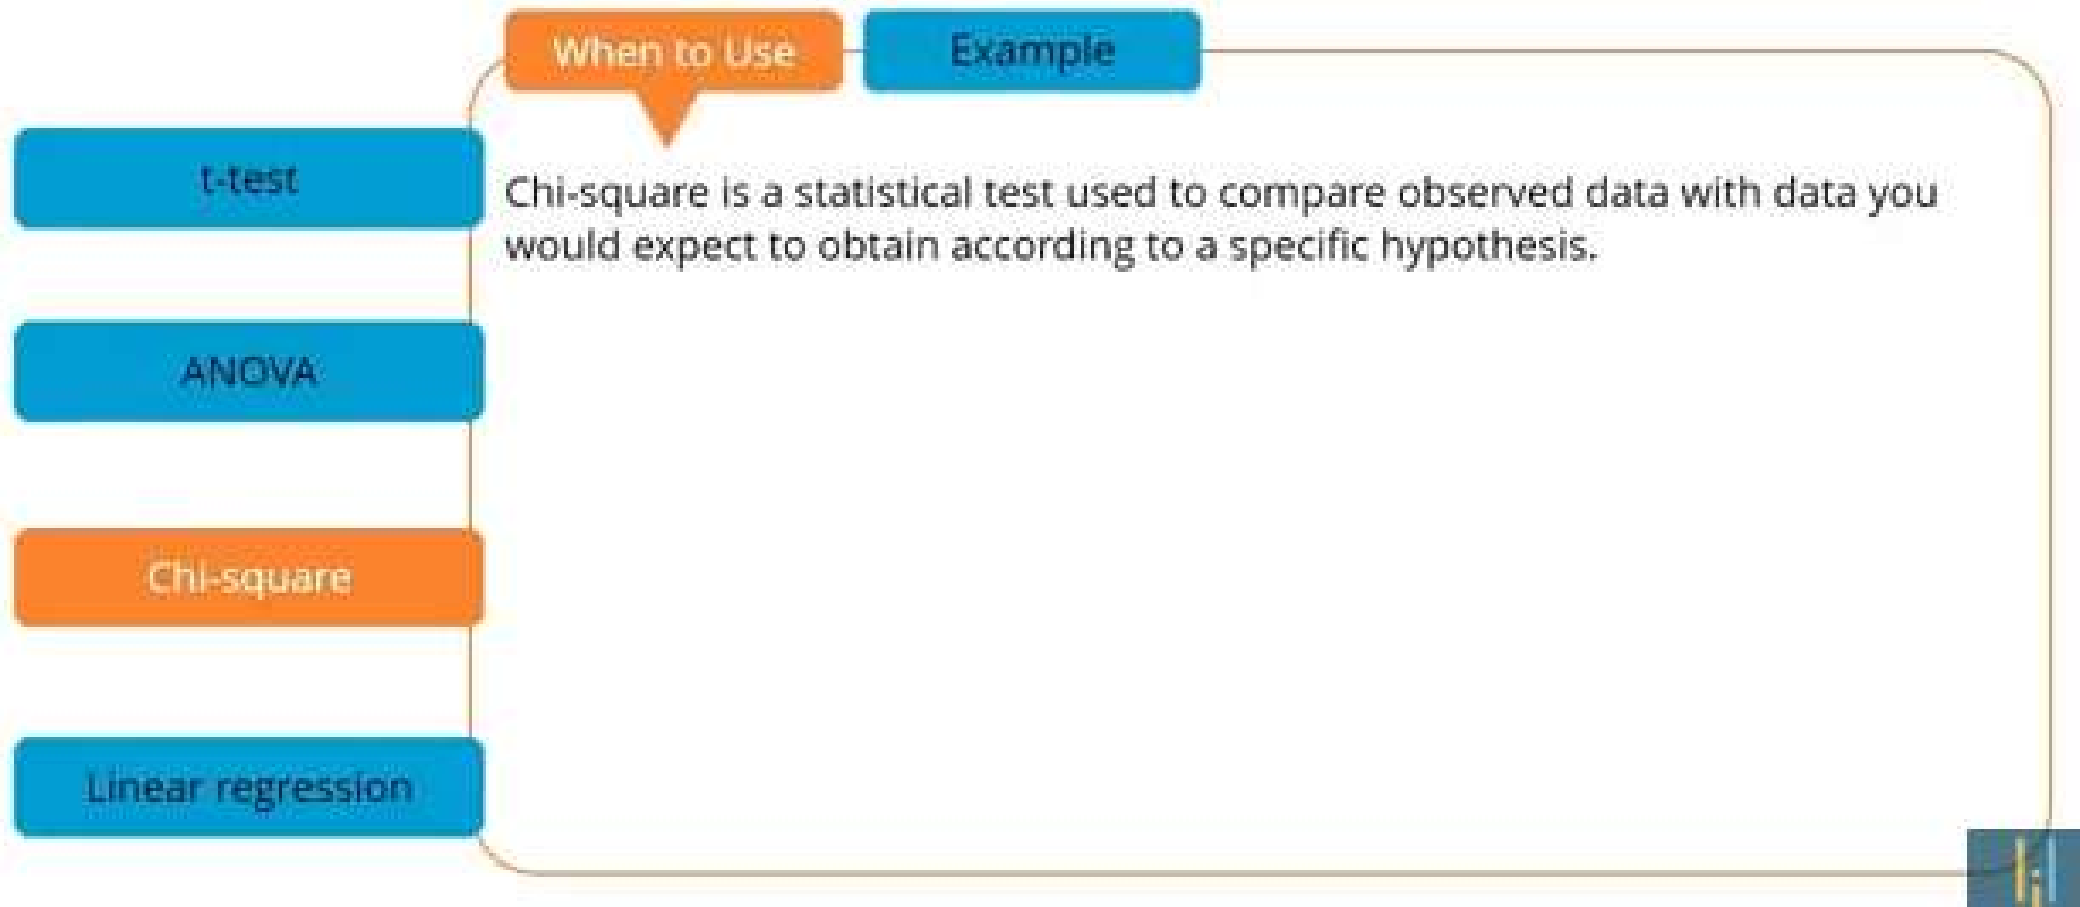 When to Use
Example
t-test
Chi-square is a statistical test used to compare observed data with data you
would expect to obtain according to a specific hypothesis.
ANOVA
Chi-square
Linear regression